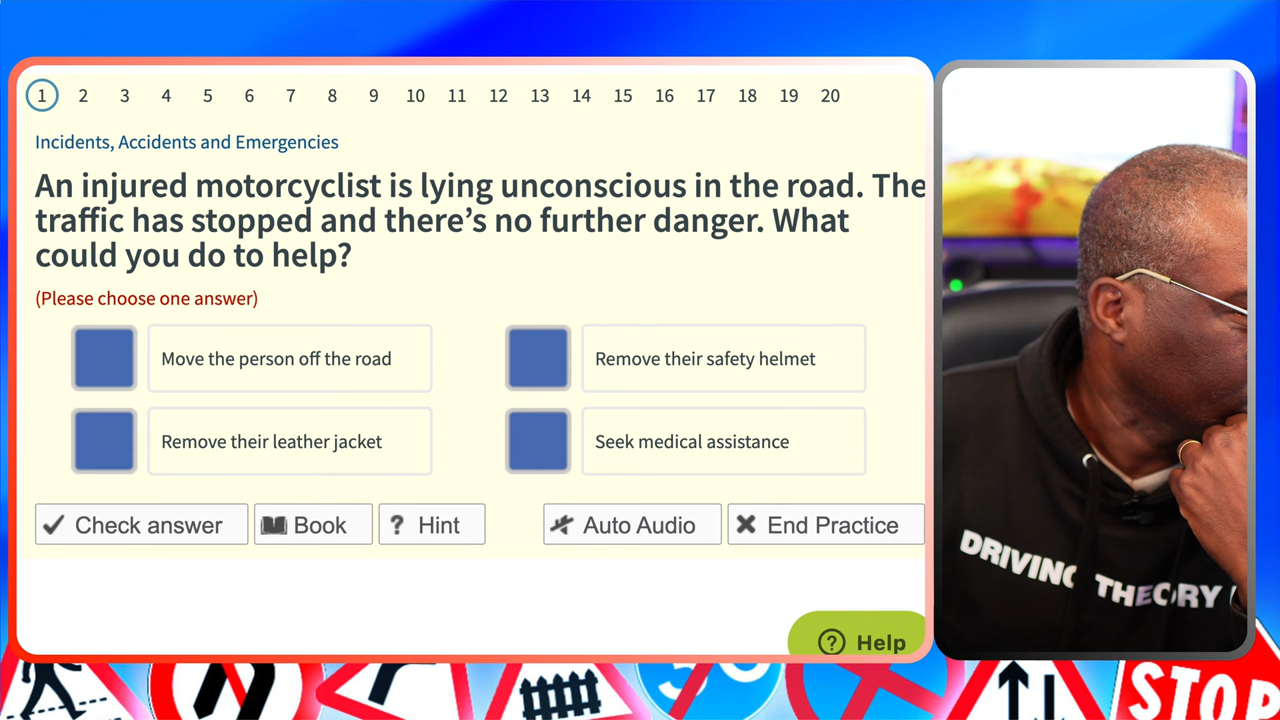 1 2 3 4 5 6 7 8 9 10 11 12 13 14 15 16 17 18 19 20
Incidents, Accidents and Emergencies
An injured motorcyclist is lying unconscious in the road. The
traffic has stopped and there's no further danger. What
could you do to help?
(Please choose one answer)
Move the person off the road
Remove their safety helmet
Remove their leather jacket
Seek medical assistance
Check answer
Book
? Hint
Auto Audio
End Practice
? Help
DRIVING THEORY
STOP